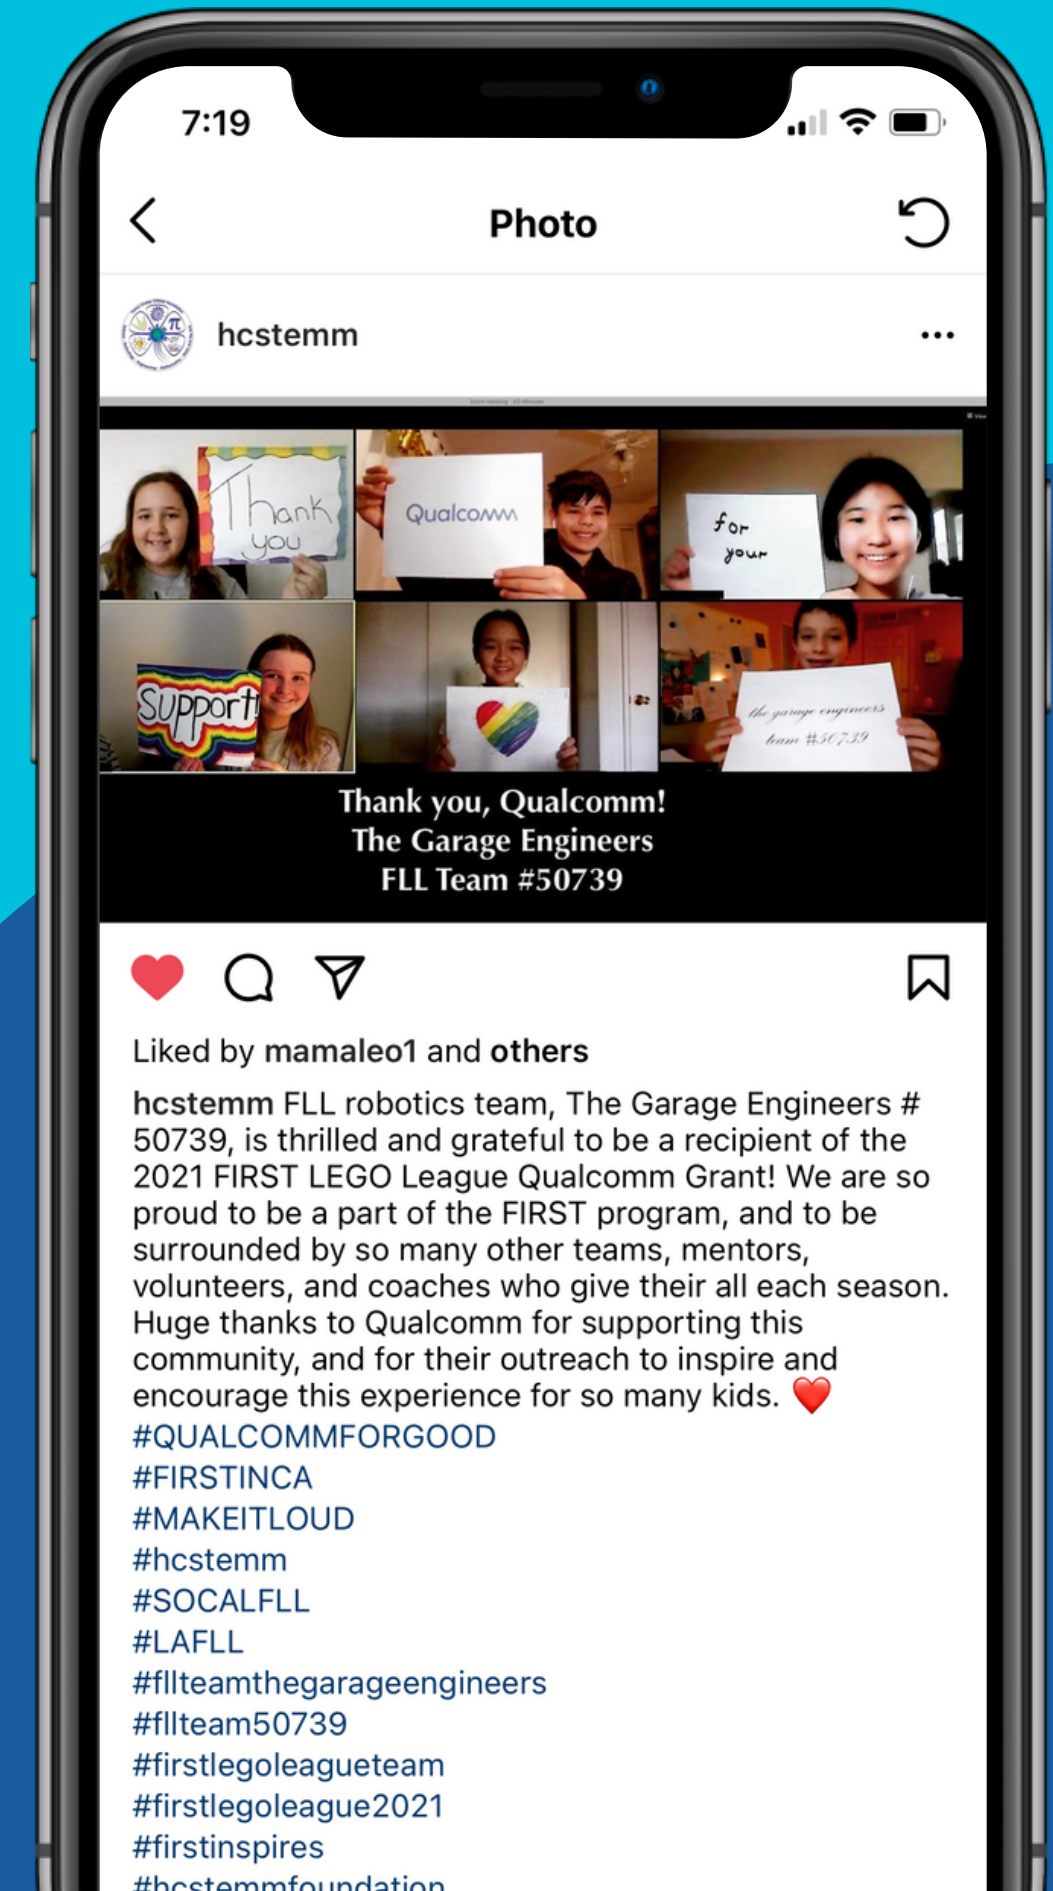 7:19
Photo
hcstemm
Zoom Meeting 40-Minutes
View
Thank
you
Qualcomm
for
your
Support!
the garage engineers
team #50739
Thank you, Qualcomm!
The Garage Engineers
FLL Team #50739
Liked by mamaleo1 and others
hcstemm FLL robotics team, The Garage Engineers #
50739, is thrilled and grateful to be a recipient of the
2021 FIRST LEGO League Qualcomm Grant! We are so
proud to be a part of the FIRST program, and to be
surrounded by so many other teams, mentors,
volunteers, and coaches who give their all each season.
Huge thanks to Qualcomm for supporting this
community, and for their outreach to inspire and
encourage this experience for so many kids. ❤️
#QUALCOMMFORGOOD
#FIRSTINCA
#MAKEITLOUD
#hcstemm
#SOCALFLL
#LAFLL
#fllteamthegarageengineers
#fllteam50739
#firstlegoleagueteam
#firstlegoleague2021
#firstinspires
#hcstemmfoundation